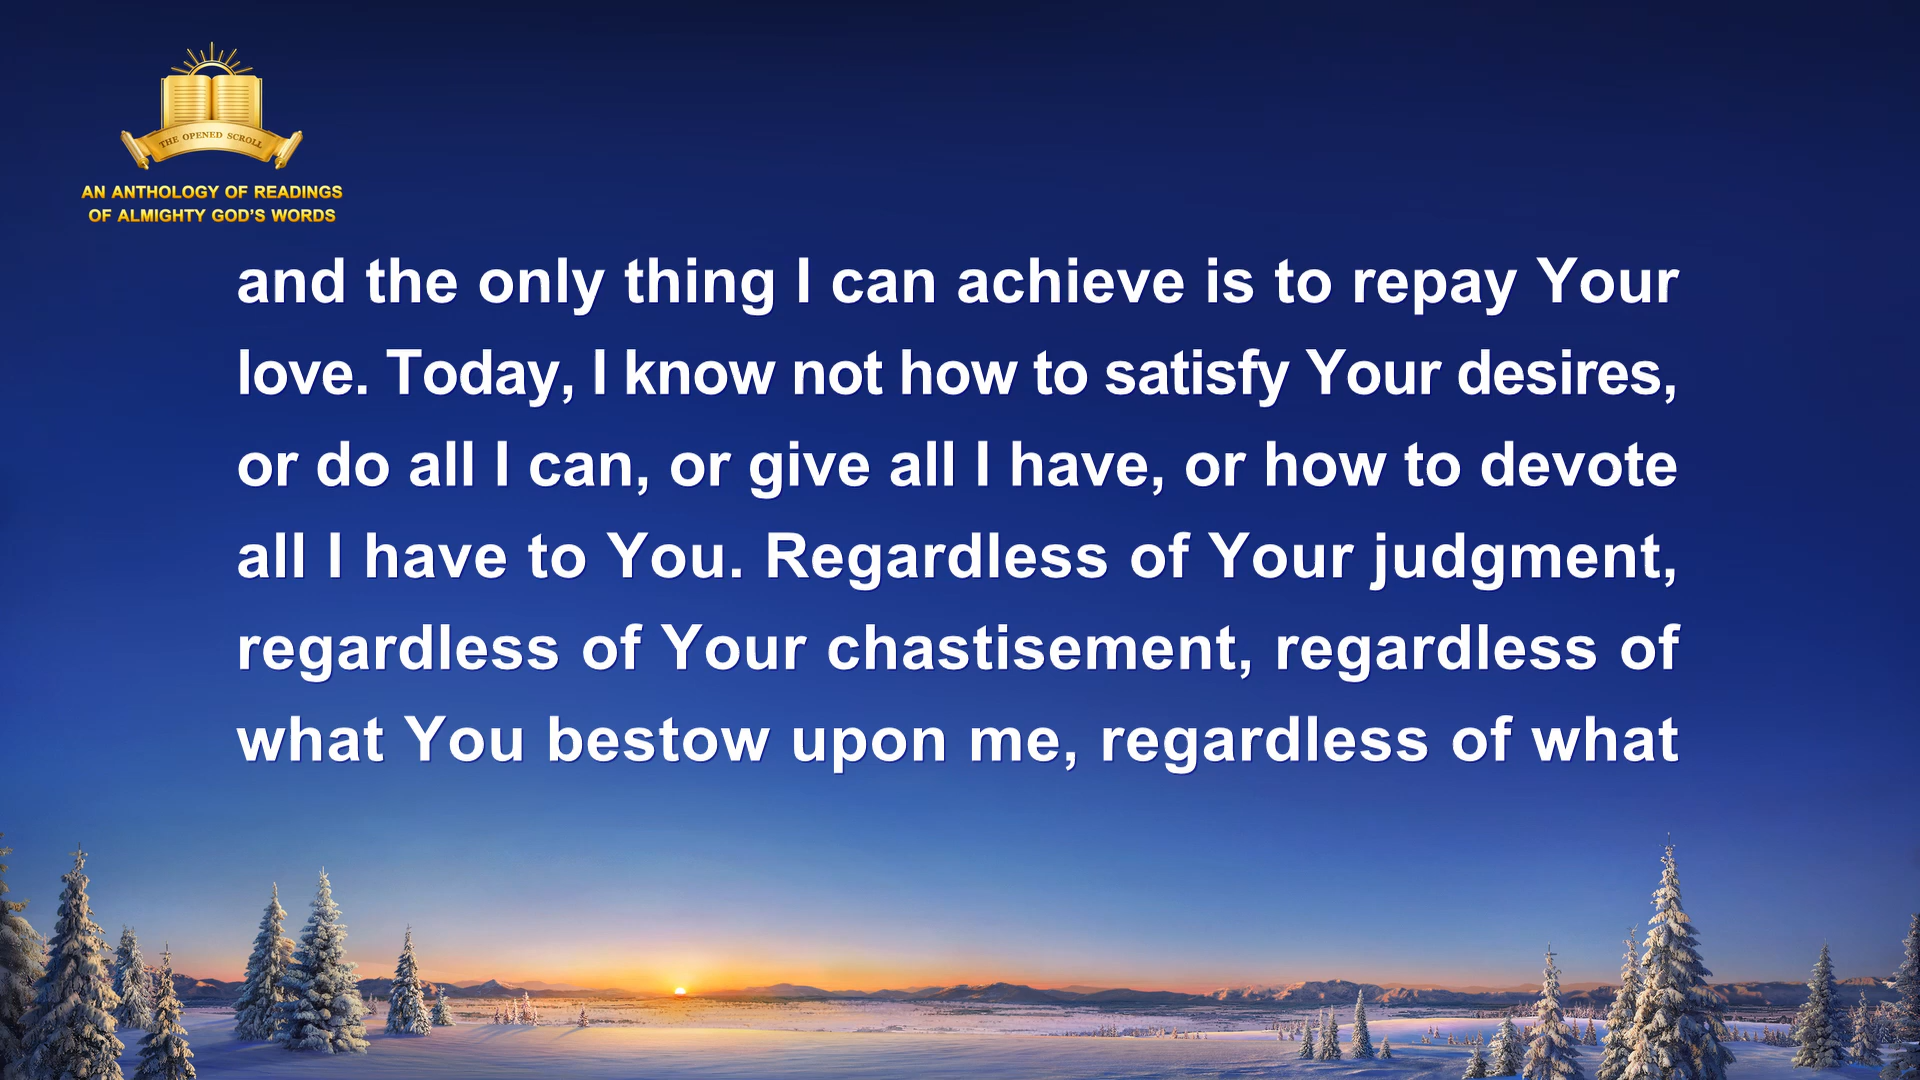 THE OPENED SCROLL
AN ANTHOLOGY OF READINGS
OF ALMIGHTY GOD'S WORDS
and the only thing I can achieve is to repay Your
love. Today, I know not how to satisfy Your desires,
or do all I can, or give all I have, or how to devote
all I have to You. Regardless of Your judgment,
regardless of Your chastisement, regardless of
what You bestow upon me, regardless of what